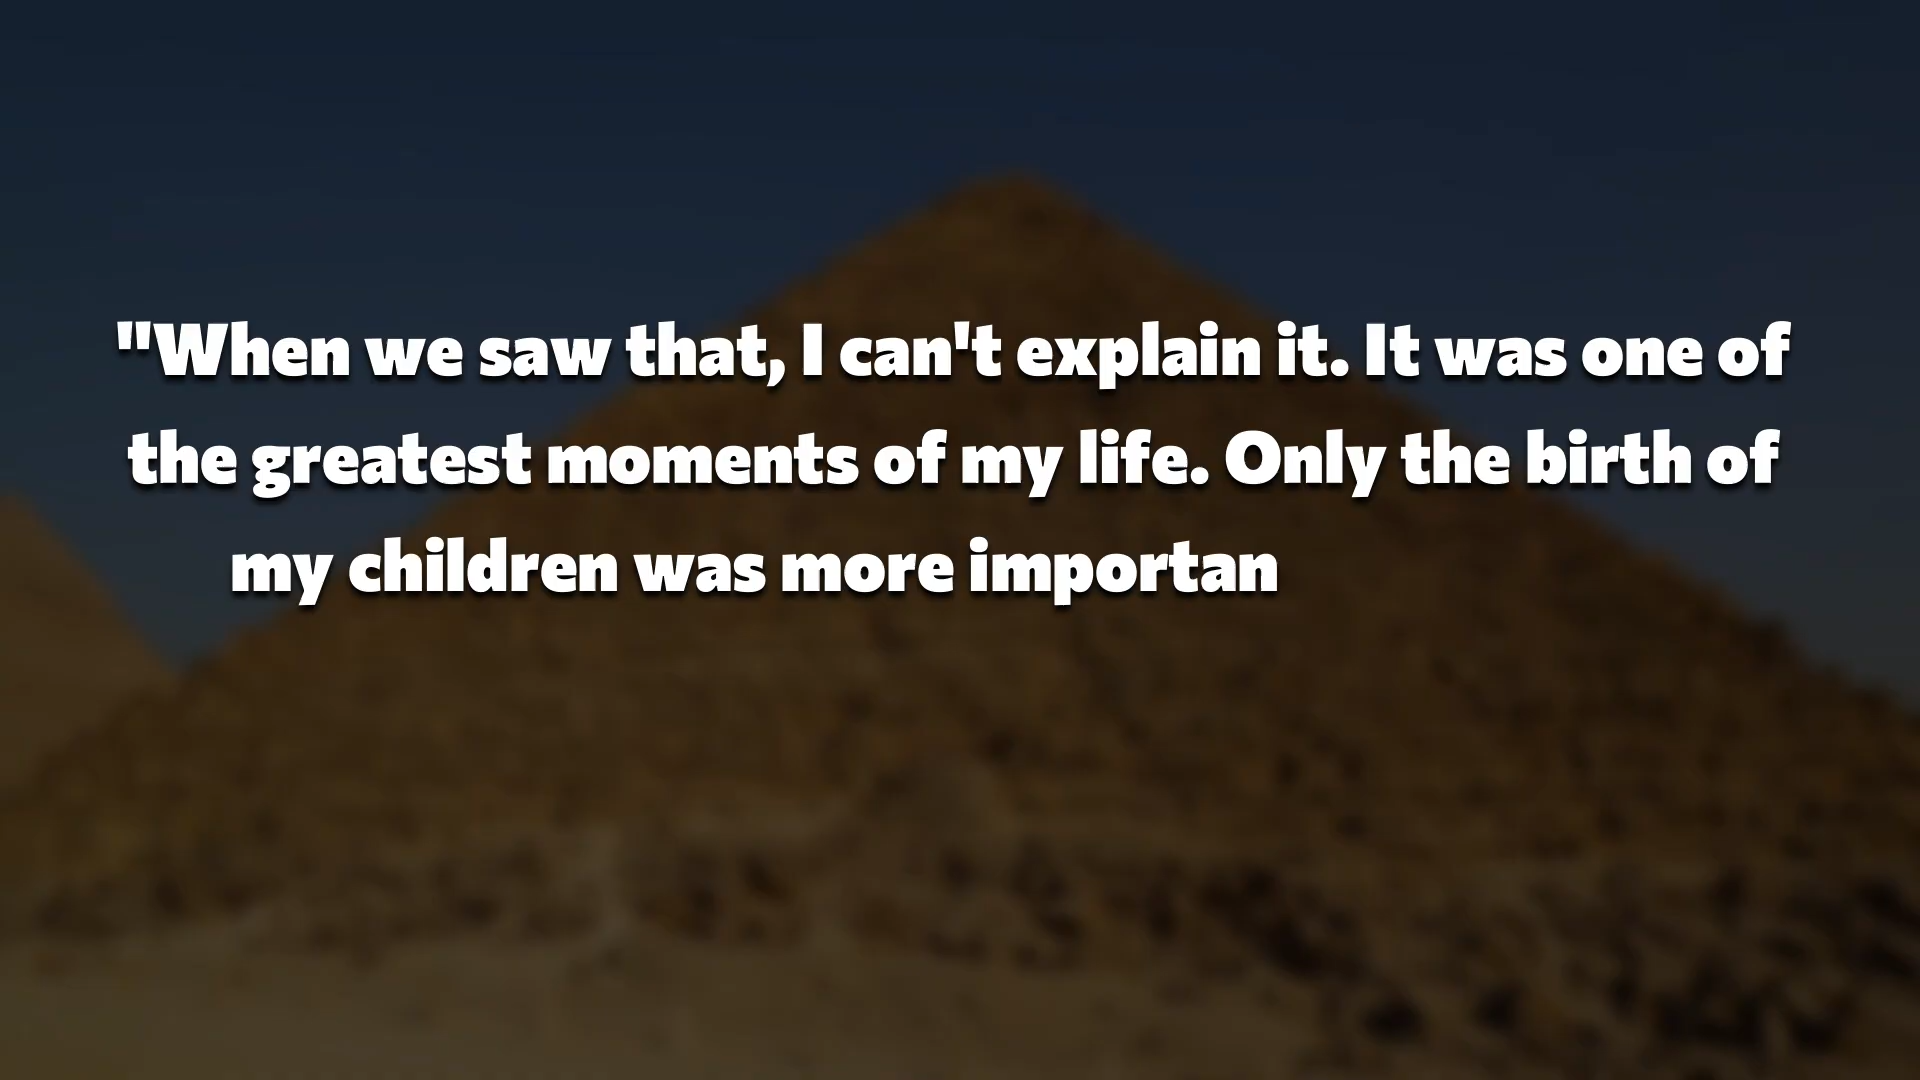 "When we saw that, I can't explain it. It was one of
the greatest moments of my life. Only the birth of
my children was more importan